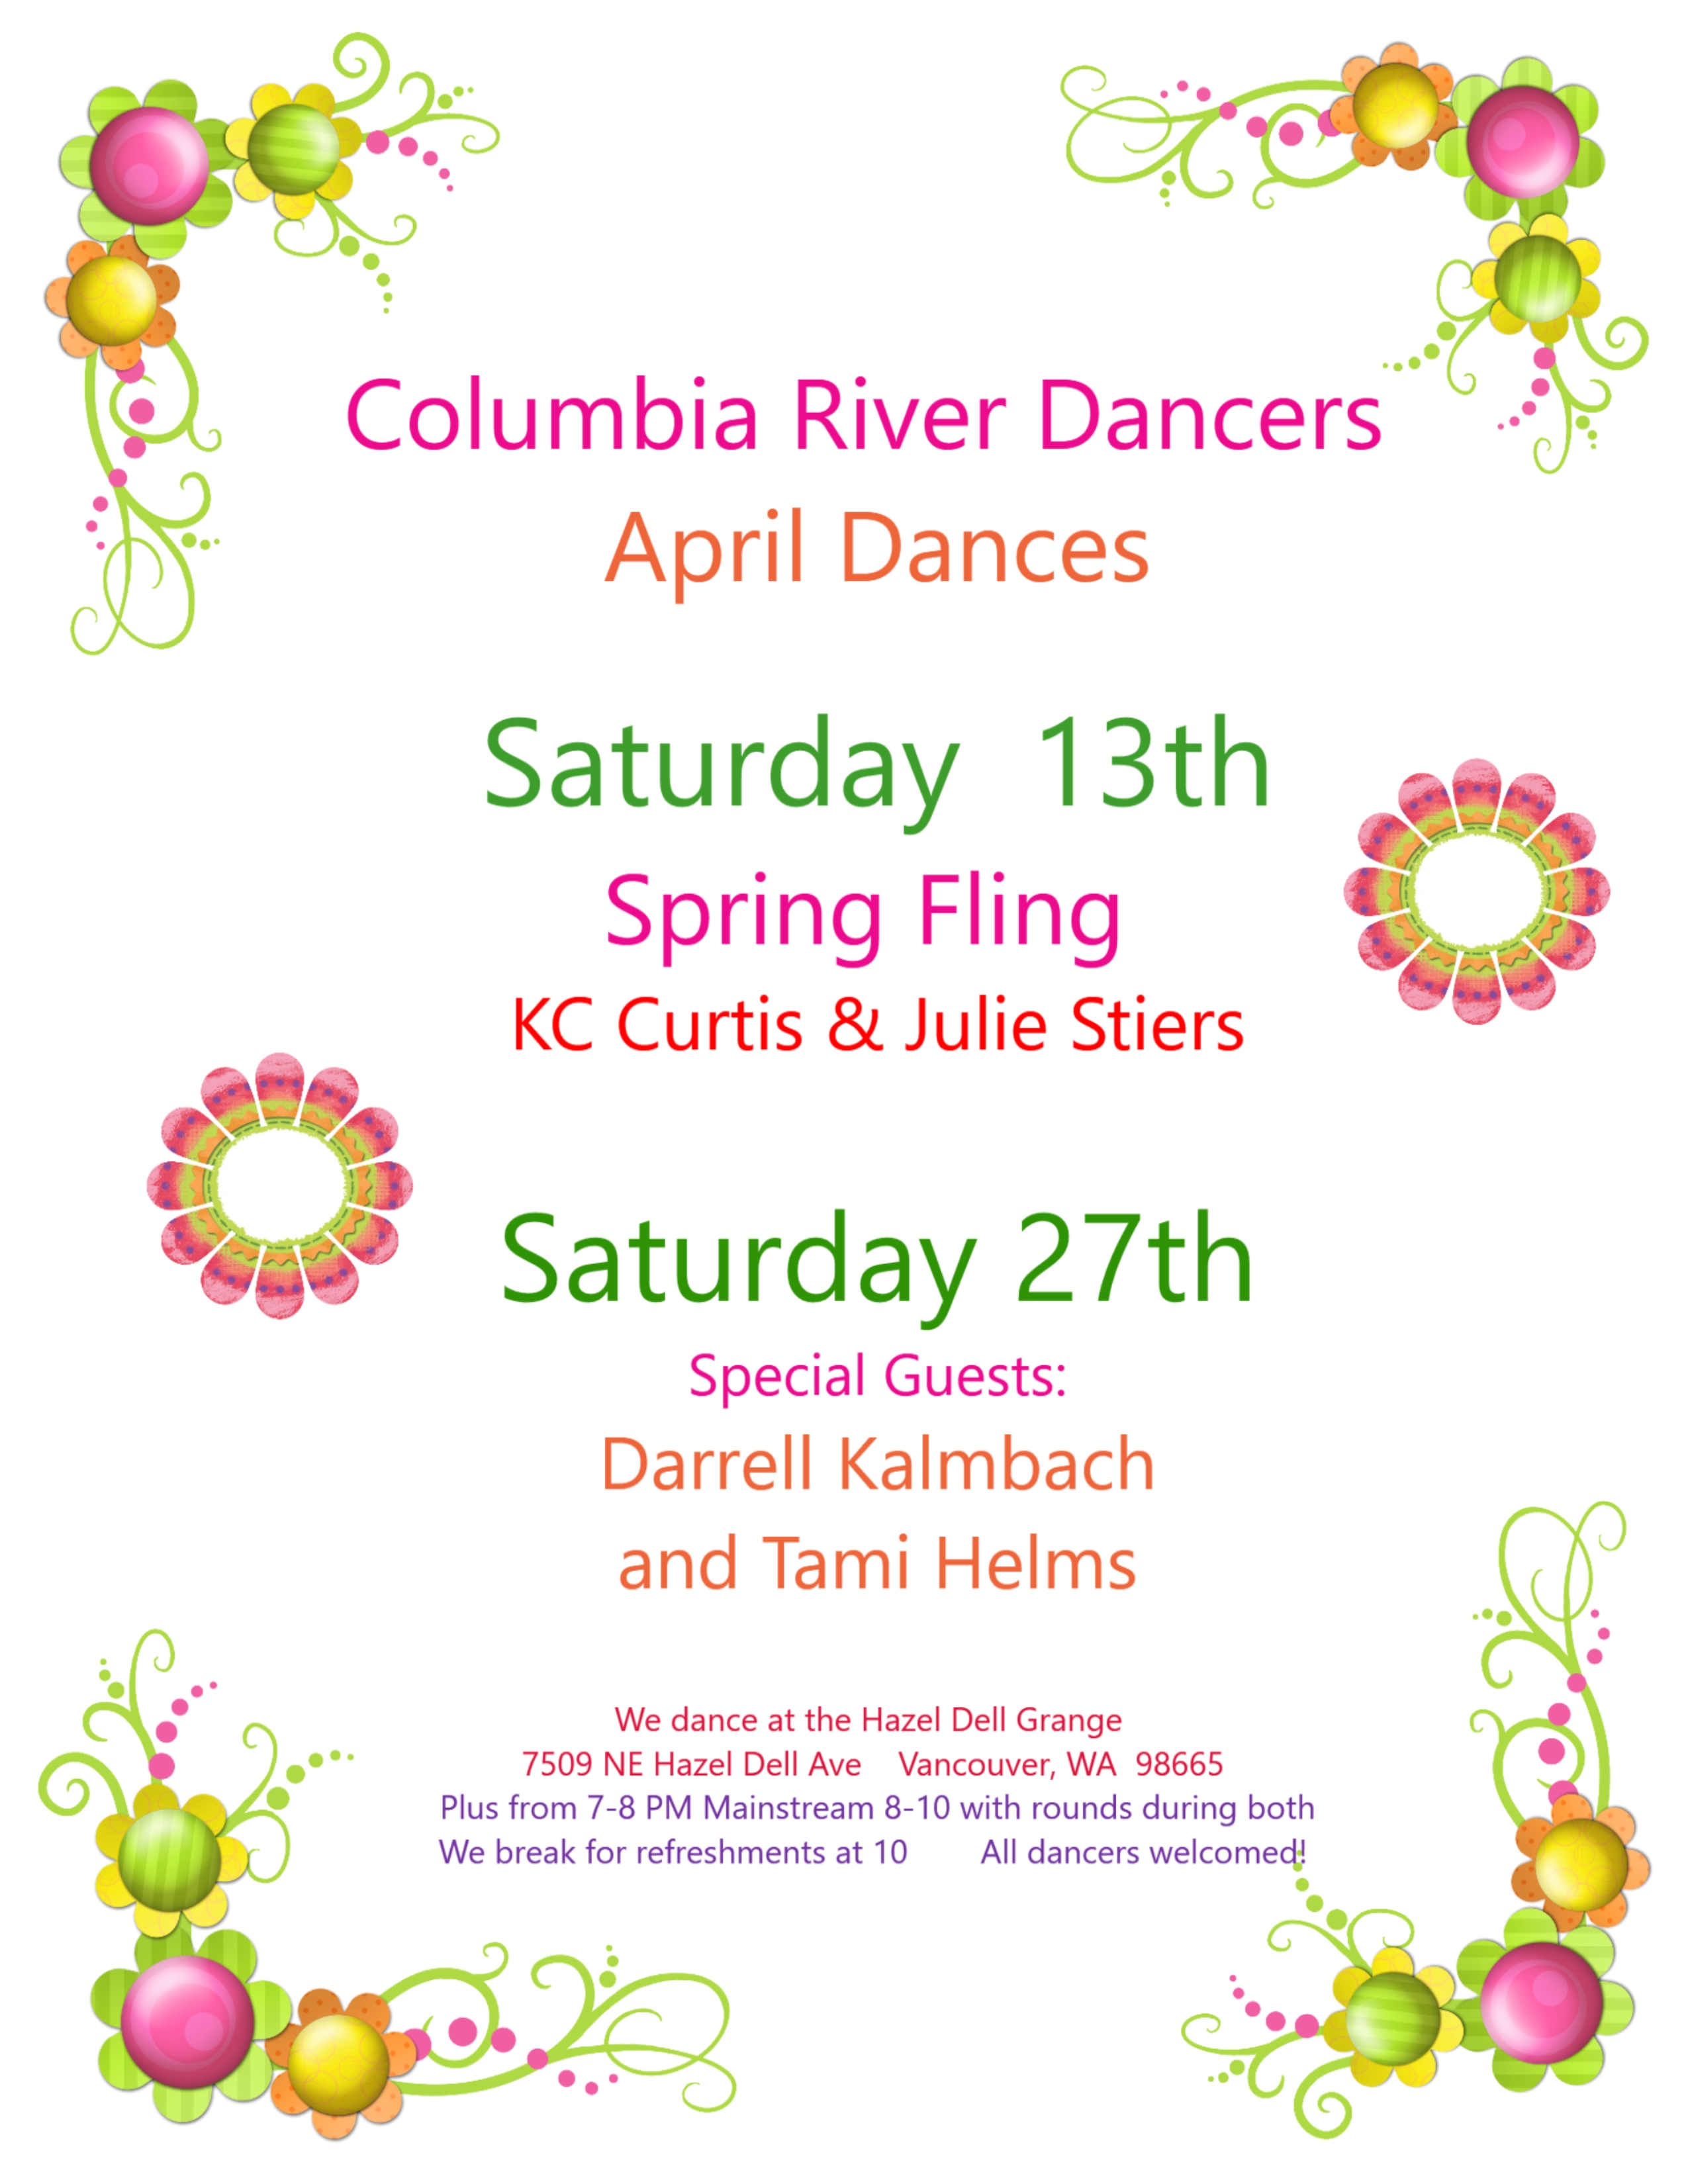 Columbia River Dancers
April Dances
Saturday 13th
Spring Fling
KC Curtis & Julie Stiers
Saturday 27th
Special Guests:
Darrell Kalmbach
and Tami Helms
We dance at the Hazel Dell Grange
7509 NE Hazel Dell Ave Vancouver, WA 98665
Plus from 7-8 PM Mainstream 8-10 with rounds during both
We break for refreshments at 10 All dancers welcomed!